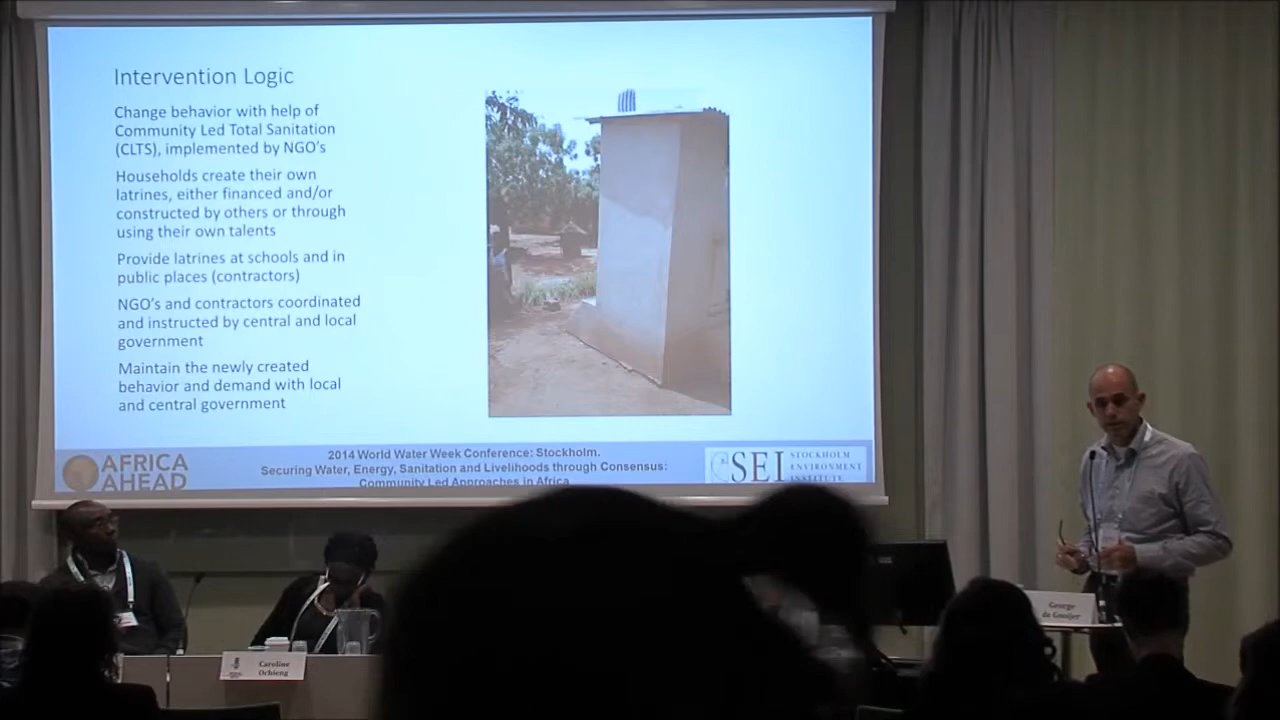 Intervention Logic
Change behavior with help of
Community Led Total Sanitation
(CLTS), implemented by NGO's
Households create their own
latrines, either financed and/or
constructed by others or through
using their own talents
Provide latrines at schools and in
public places (contractors)
NGO's and contractors coordinated
and instructed by central and local
government
Maintain the newly created
behavior and demand with local
and central government
AFRICA
AHEAD
2014 World Water Week Conference: Stockholm.
Securing Water, Energy, Sanitation and Livelihoods through Consensus:
Community Led Approaches in Africa
SEI
STOCKHOLM
ENVIRONMENT
INSTITUTE
Caroline
Ochieng
George
de Gooijer